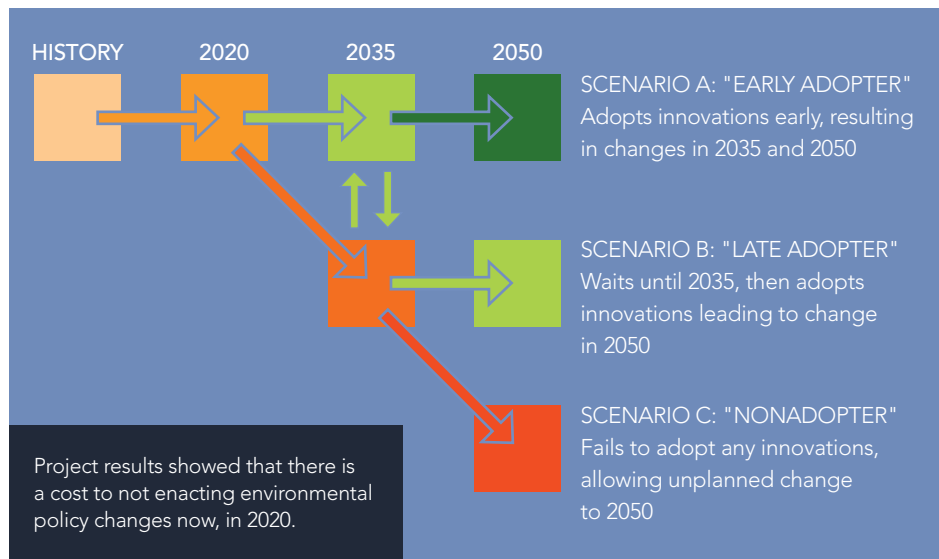 HISTORY 2020 2035 2050
SCENARIO A: "EARLY ADOPTER"
Adopts innovations early, resulting
in changes in 2035 and 2050
SCENARIO B: "LATE ADOPTER"
Waits until 2035, then adopts
innovations leading to change
in 2050
SCENARIO C: "NONADOPTER"
Fails to adopt any innovations,
allowing unplanned change
to 2050
Project results showed that there is
a cost to not enacting environmental
policy changes now, in 2020.